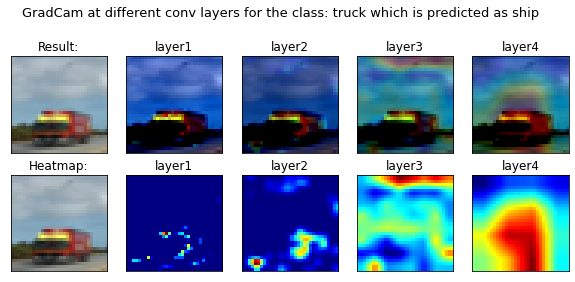 GradCam at different conv layers for the class: truck which is predicted as ship
Result: layer1 layer2 layer3 layer4
Heatmap: layer1 layer2 layer3 layer4